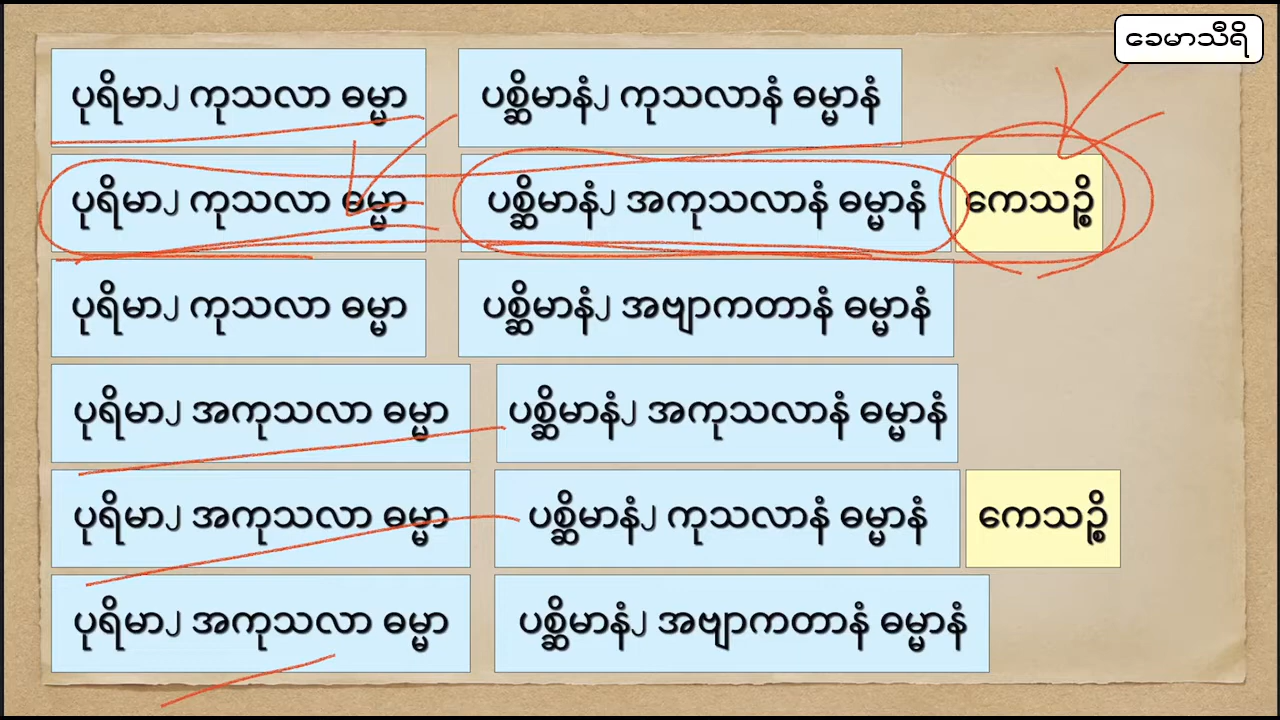 ခေမာသီရိ
ပုရိမာ၂ ကုသလာ ဓမ္မာ ပစ္ဆိမာနံ၂ ကုသလာနံ ဓမ္မာနံ
ပုရိမာ၂ ကုသလာ ဓမ္မာ ပစ္ဆိမာနံ၂ အကုသလာနံ ဓမ္မာနံ ကေသဉ္စိ
ပုရိမာ၂ ကုသလာ ဓမ္မာ ပစ္ဆိမာနံ၂ အဗျာကတာနံ ဓမ္မာနံ
ပုရိမာ၂ အကုသလာ ဓမ္မာ ပစ္ဆိမာနံ၂ အကုသလာနံ ဓမ္မာနံ
ပုရိမာ၂ အကုသလာ ဓမ္မာ ပစ္ဆိမာနံ၂ ကုသလာနံ ဓမ္မာနံ ကေသဉ္စိ
ပုရိမာ၂ အကုသလာ ဓမ္မာ ပစ္ဆိမာနံ၂ အဗျာကတာနံ ဓမ္မာနံ